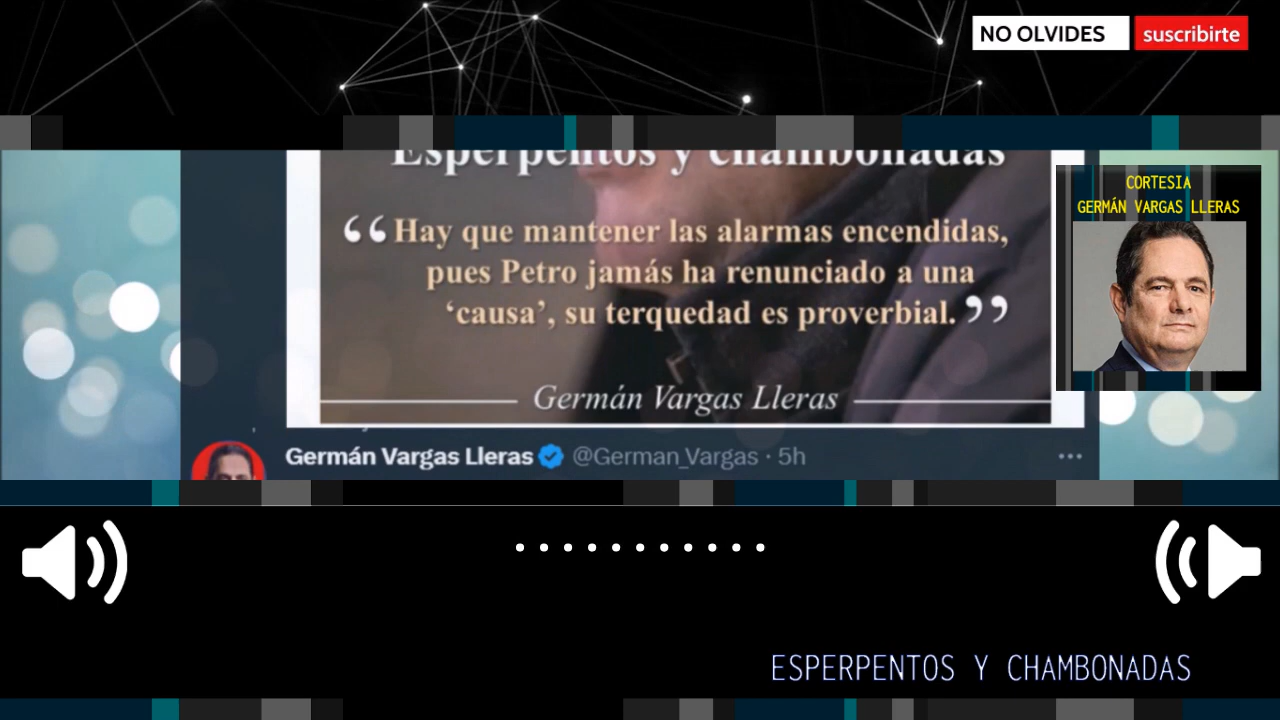 NO OLVIDES
suscribirte
Esperpentos y chambonadas
CORTESIA
GERMÁN VARGAS LLERAS
“Hay que mantener las alarmas encendidas,
pues Petro jamás ha renunciado a una
‘causa’, su terquedad es proverbial.”
Germán Vargas Lleras
Germán Vargas Lleras @German_Vargas · 5h
ESPERPENTOS Y CHAMBONADAS